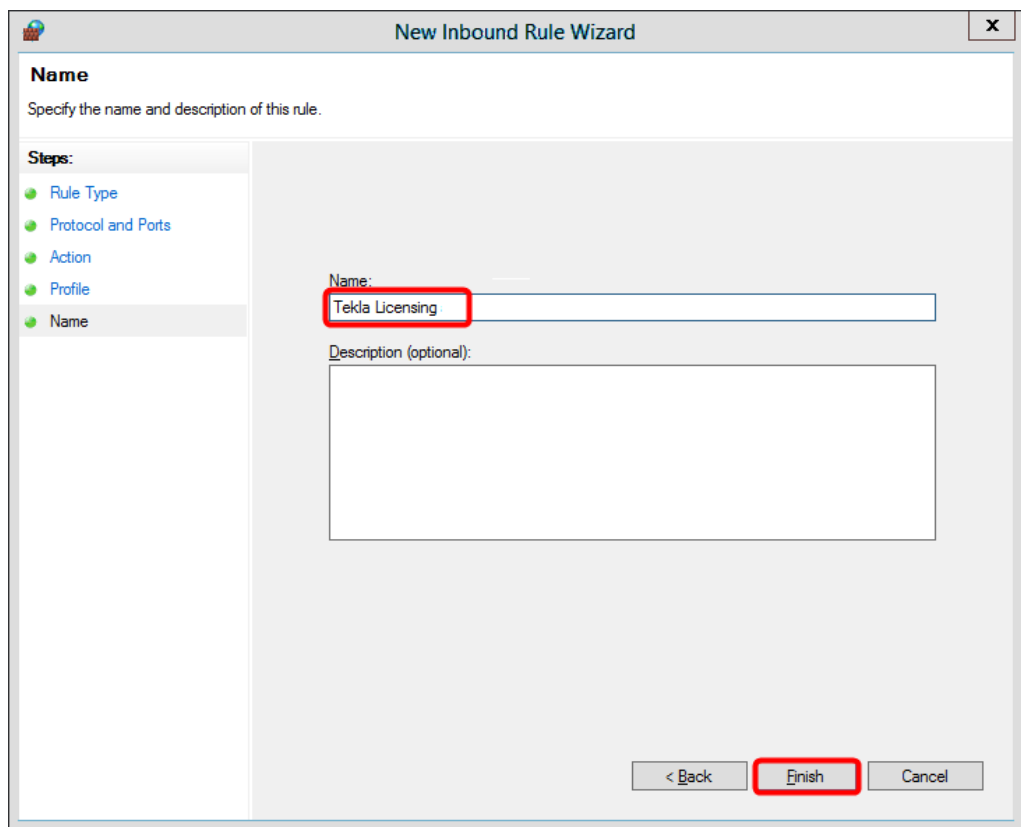 New Inbound Rule Wizard
x
Name
Specify the name and description of this rule.
Steps:
Rule Type
Protocol and Ports
Action
Profile
Name
Name:
Tekla Licensing
Description (optional):
< Back
Finish
Cancel